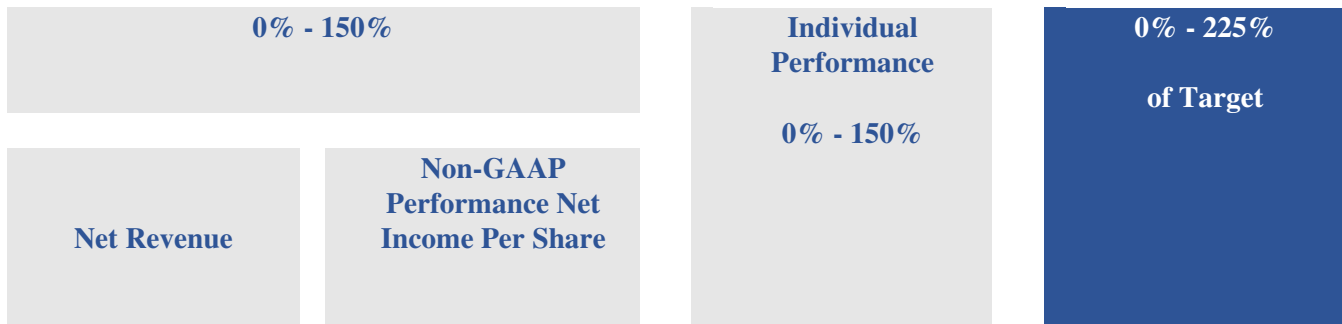 0% - 150%
Net Revenue
Non-GAAP
Performance Net
Income Per Share
Individual
Performance
0% - 150%
0% - 225%
of Target